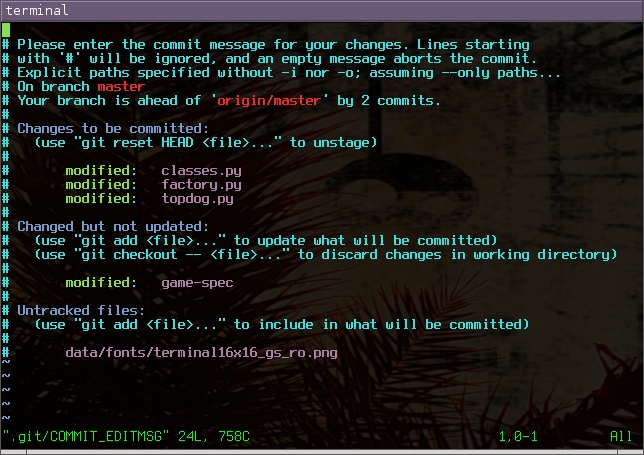 terminal
# Please enter the commit message for your changes. Lines starting
# with '#' will be ignored, and an empty message aborts the commit.
# Explicit paths specified without -i nor -o; assuming --only paths...
# On branch master
# Your branch is ahead of 'origin/master' by 2 commits.
#
# Changes to be committed:
#   (use "git reset HEAD <file>..." to unstage)
#
#       modified:   classes.py
#       modified:   factory.py
#       modified:   topdog.py
#
# Changed but not updated:
#   (use "git add <file>..." to update what will be committed)
#   (use "git checkout -- <file>..." to discard changes in working directory)
#
#       modified:   game-spec
#
# Untracked files:
#   (use "git add <file>..." to include in what will be committed)
#
#       data/fonts/terminal16x16_gs_ro.png
~
~
~
~
~
".git/COMMIT_EDITMSG" 24L, 758C 1,0-1 All